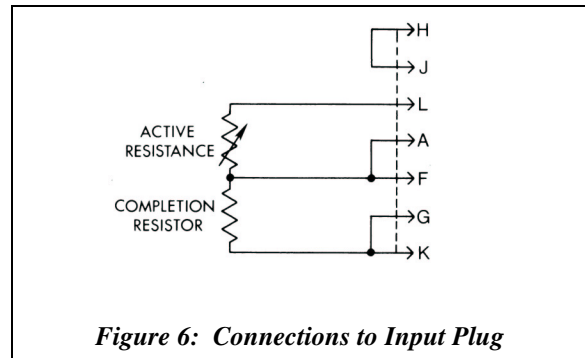 H
J
L
ACTIVE
RESISTANCE
A
F
COMPLETION
RESISTOR
G
K
Figure 6: Connections to Input Plug